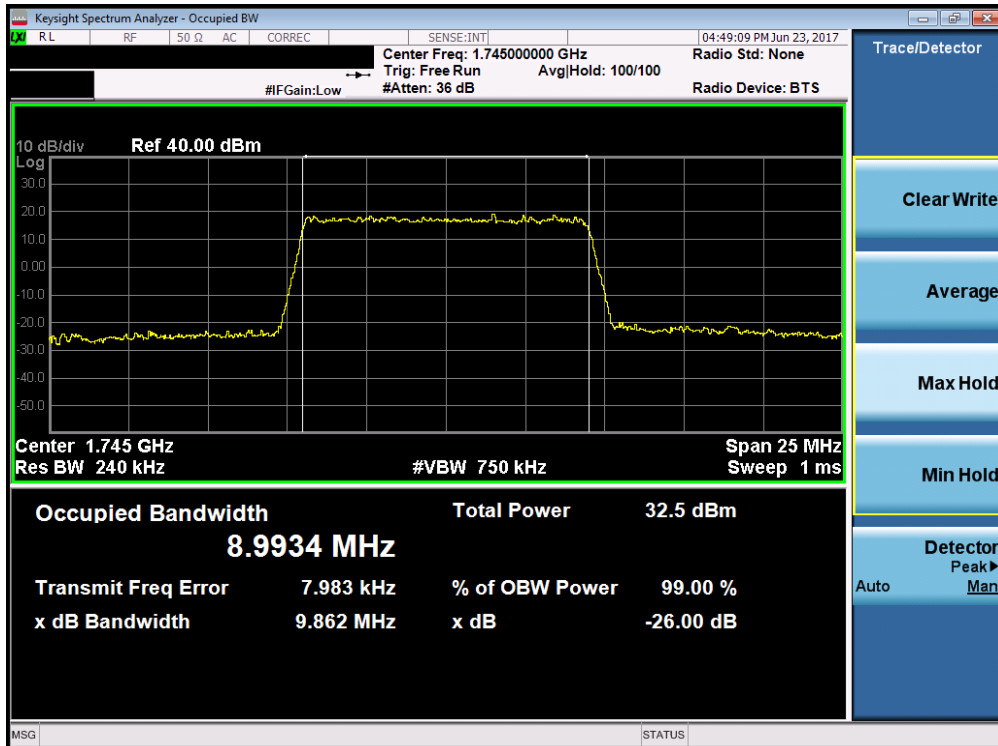 Keysight Spectrum Analyzer - Occupied BW
LXI RL RF 50 Ω AC CORREC SENSE:INT 04:49:09 PM Jun 23, 2017
Center Freq: 1.745000000 GHz Radio Std: None
Trig: Free Run Avg|Hold: 100/100
#IFGain:Low #Atten: 36 dB Radio Device: BTS
10 dB/div Ref 40.00 dBm
Log
30.0
20.0
10.0
0.00
-10.0
-20.0
-30.0
-40.0
-50.0
Center 1.745 GHz Span 25 MHz
Res BW 240 kHz #VBW 750 kHz Sweep 1 ms
Occupied Bandwidth Total Power 32.5 dBm
8.9934 MHz
Transmit Freq Error 7.983 kHz % of OBW Power 99.00 %
x dB Bandwidth 9.862 MHz x dB -26.00 dB
MSG STATUS
Trace/Detector
Clear Write
Average
Max Hold
Min Hold
Detector
Peak▶
Auto Man